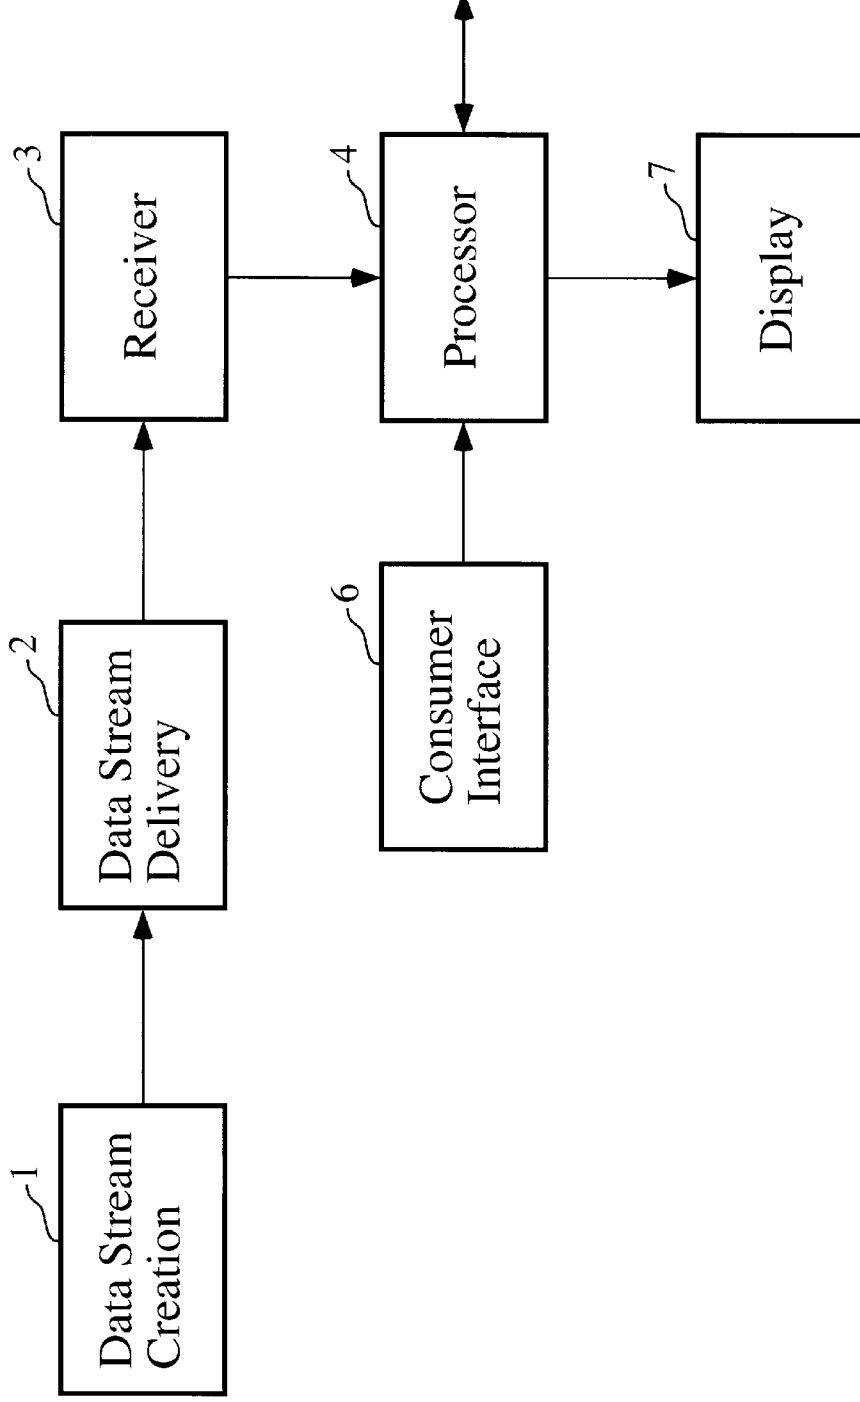 1
Data Stream
Creation
2
Data Stream
Delivery
3
Receiver
6
Consumer
Interface
4
Processor
7
Display